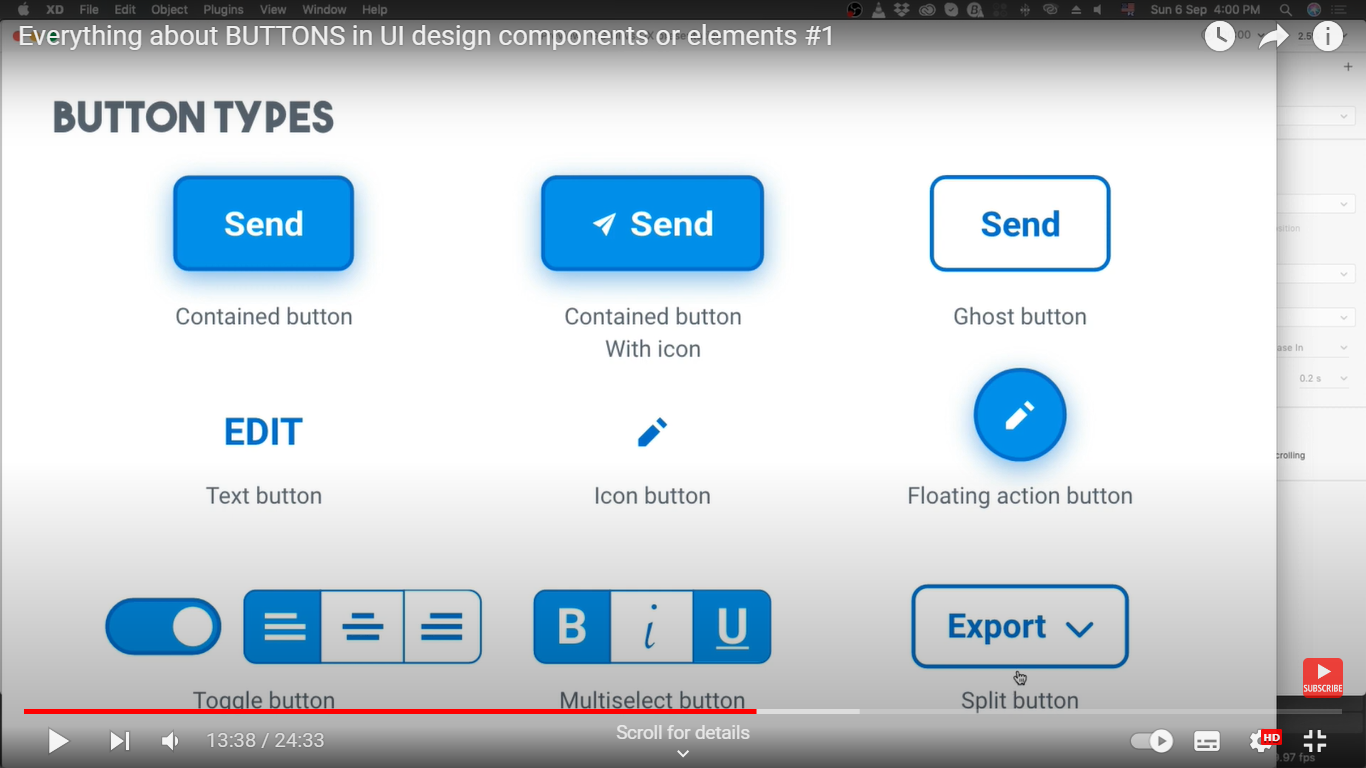 XD File Edit Object Plugins View Window Help Sun 6 Sep 4:00 PM
Everything about BUTTONS in UI design components or elements #1
BUTTON TYPES
Send
Send
Send
Contained button
Contained button
With icon
Ghost button
EDIT
Text button
Icon button
Floating action button
B i U
Export
Toggle button
Multiselect button
Split button
ase In
0.2 s
crolling
SUBSCRIBE
13:38 / 24:33
Scroll for details
HD